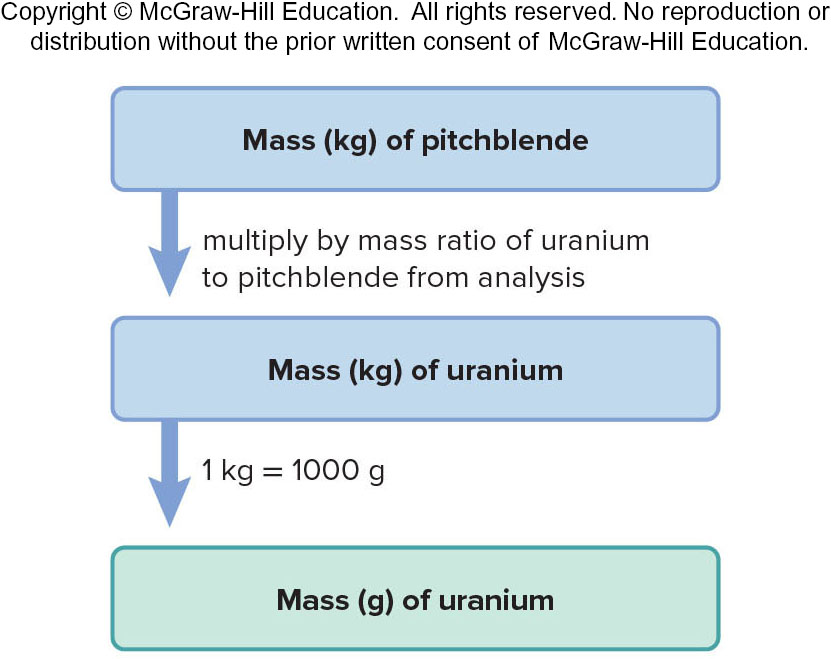 Copyright © McGraw-Hill Education.  All rights reserved. No reproduction or
distribution without the prior written consent of McGraw-Hill Education.
Mass (kg) of pitchblende
multiply by mass ratio of uranium
to pitchblende from analysis
Mass (kg) of uranium
1 kg = 1000 g
Mass (g) of uranium